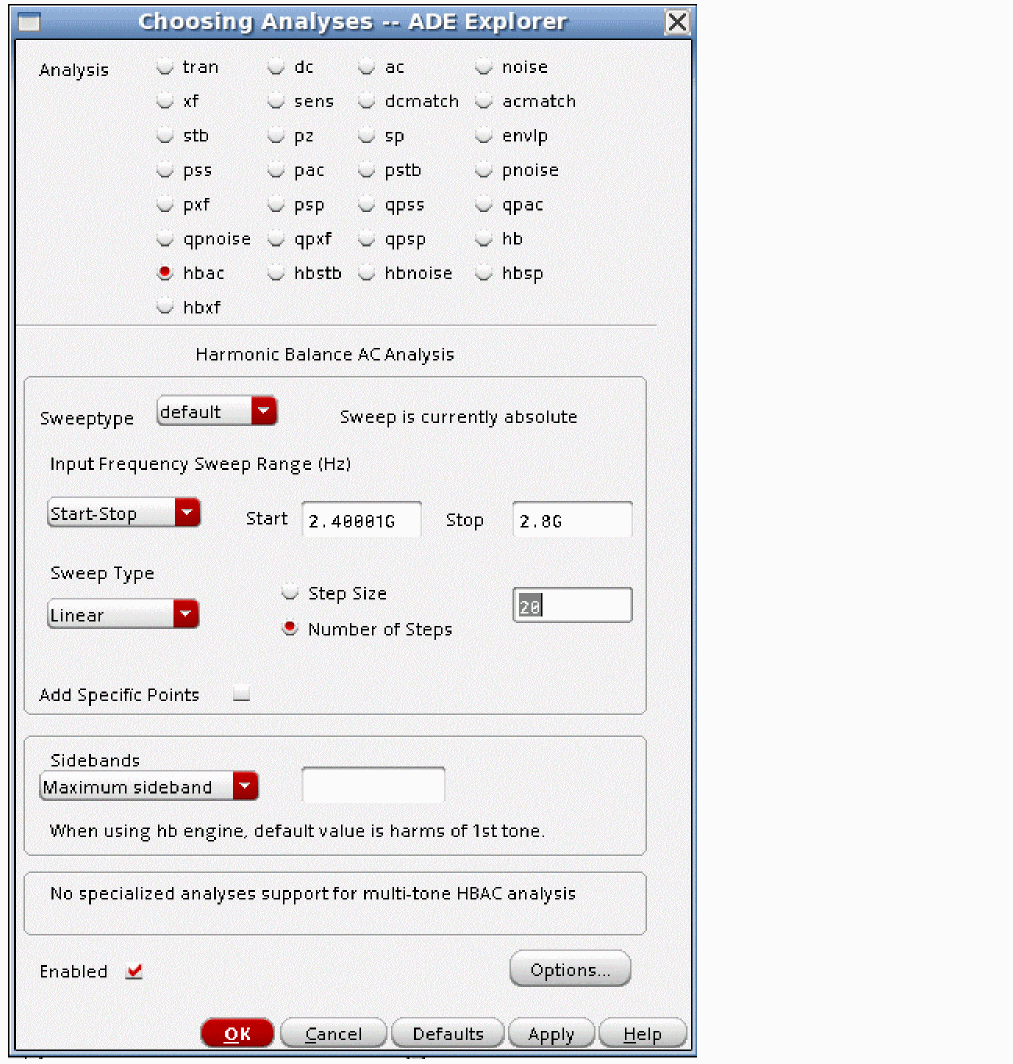 Choosing Analyses -- ADE Explorer
Analysis tran dc ac noise
xf sens dcmatch acmatch
stb pz sp envlp
pss pac pstb pnoise
pxf psp qpss qpac
qpnoise qpxf qpsp hb
hbac hbstb hbnoise hbsp
hbxf
Harmonic Balance AC Analysis
Sweeptype default Sweep is currently absolute
Input Frequency Sweep Range (Hz)
Start-Stop Start 2.40001G Stop 2.8G
Sweep Type
Step Size
Linear 20
Number of Steps
Add Specific Points
Sidebands
Maximum sideband
When using hb engine, default value is harms of 1st tone.
No specialized analyses support for multi-tone HBAC analysis
Enabled Options...
OK Cancel Defaults Apply Help